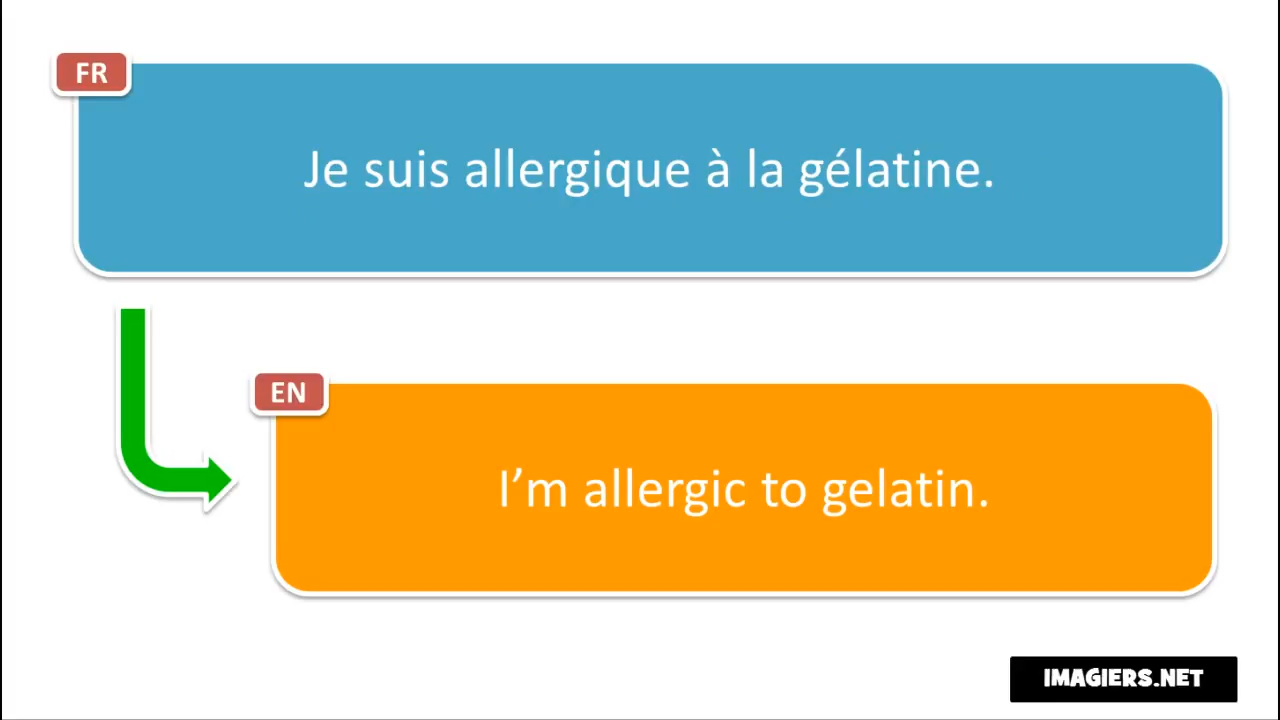 FR
Je suis allergique à la gélatine.
EN
I’m allergic to gelatin.
IMAGIERS.NET